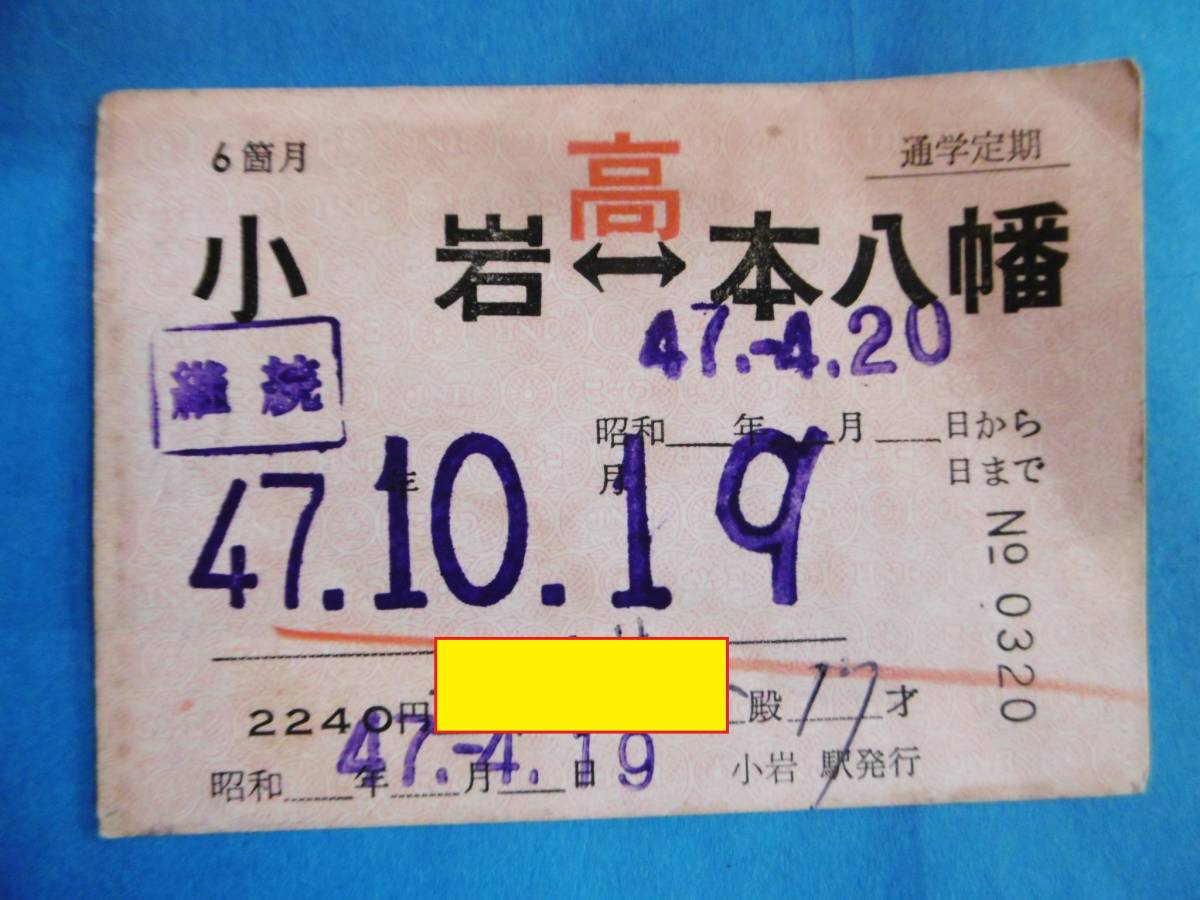 6箇月
高
通学定期
小岩↔本八幡
継続
47.-4.20
昭和 年 月 日から
年 月 日まで
47.10.19
No 0320
2240円
殿 17才
昭和 年 月 日
47.-4.19
小岩 駅発行